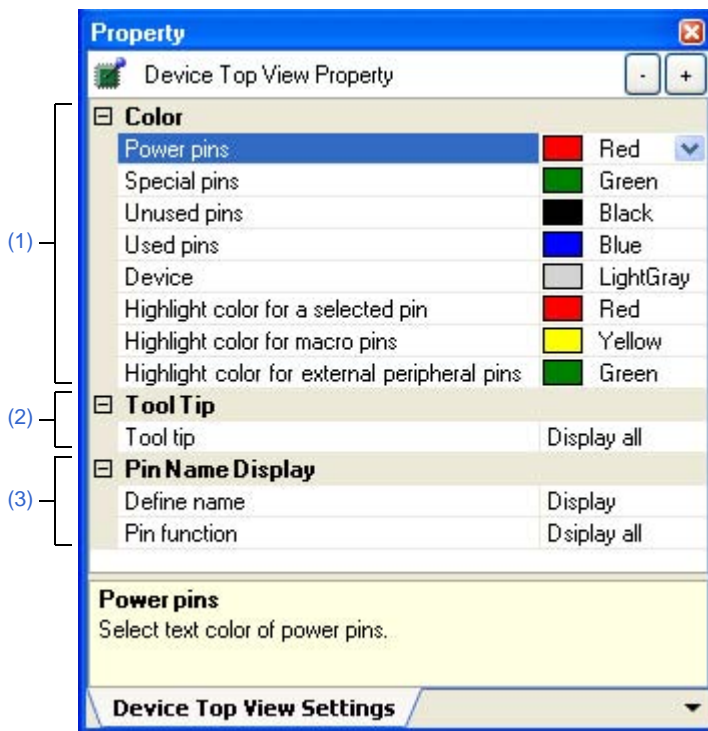 Property
Device Top View Property
- +
(1)
Color
Power pins Red
Special pins Green
Unused pins Black
Used pins Blue
Device LightGray
Highlight color for a selected pin Red
Highlight color for macro pins Yellow
Highlight color for external peripheral pins Green
(2)
Tool Tip
Tool tip Display all
(3)
Pin Name Display
Define name Display
Pin function Dsiplay all
Power pins
Select text color of power pins.
Device Top View Settings